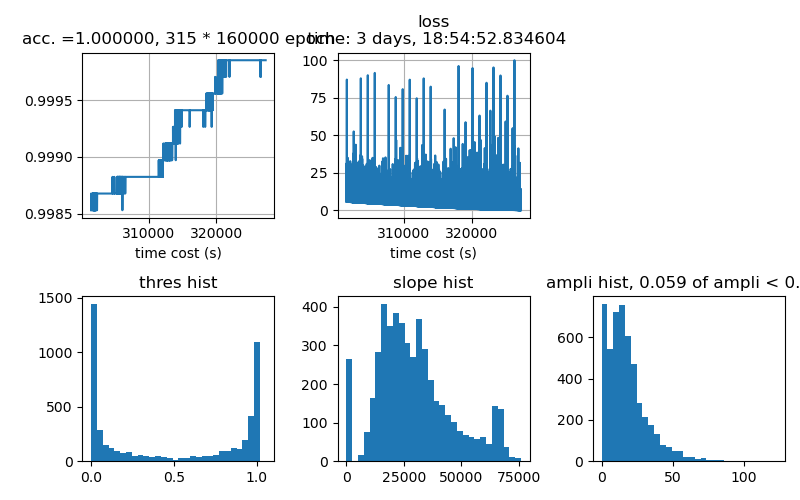 loss
acc. =1.000000, 315 * 160000 epoch
time: 3 days, 18:54:52.834604
0.9995
0.9990
0.9985
310000 320000
time cost (s)
100
75
50
25
0
310000 320000
time cost (s)
thres hist
1500
1000
500
0
0.0 0.5 1.0
slope hist
400
300
200
100
0
0 25000 50000 75000
ampli hist, 0.059 of ampli < 0.
600
400
200
0
0 50 100